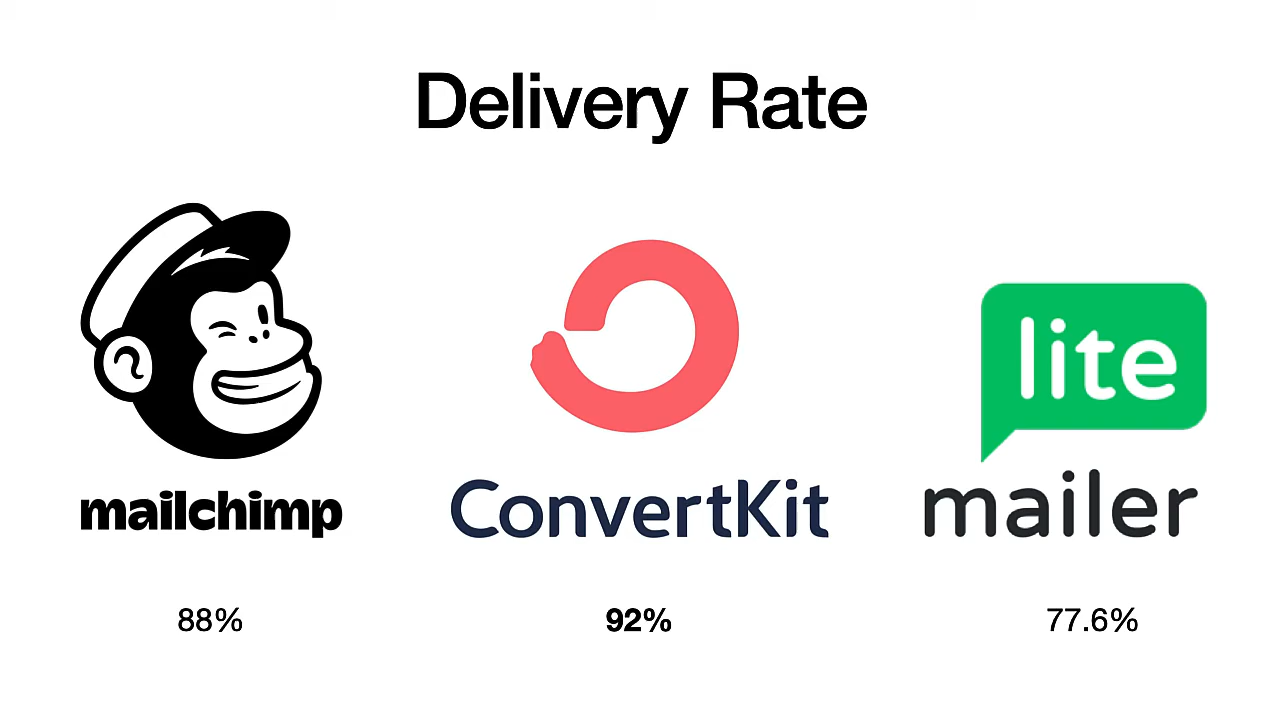 Delivery Rate
mailchimp
ConvertKit
lite
mailer
88%
92%
77.6%